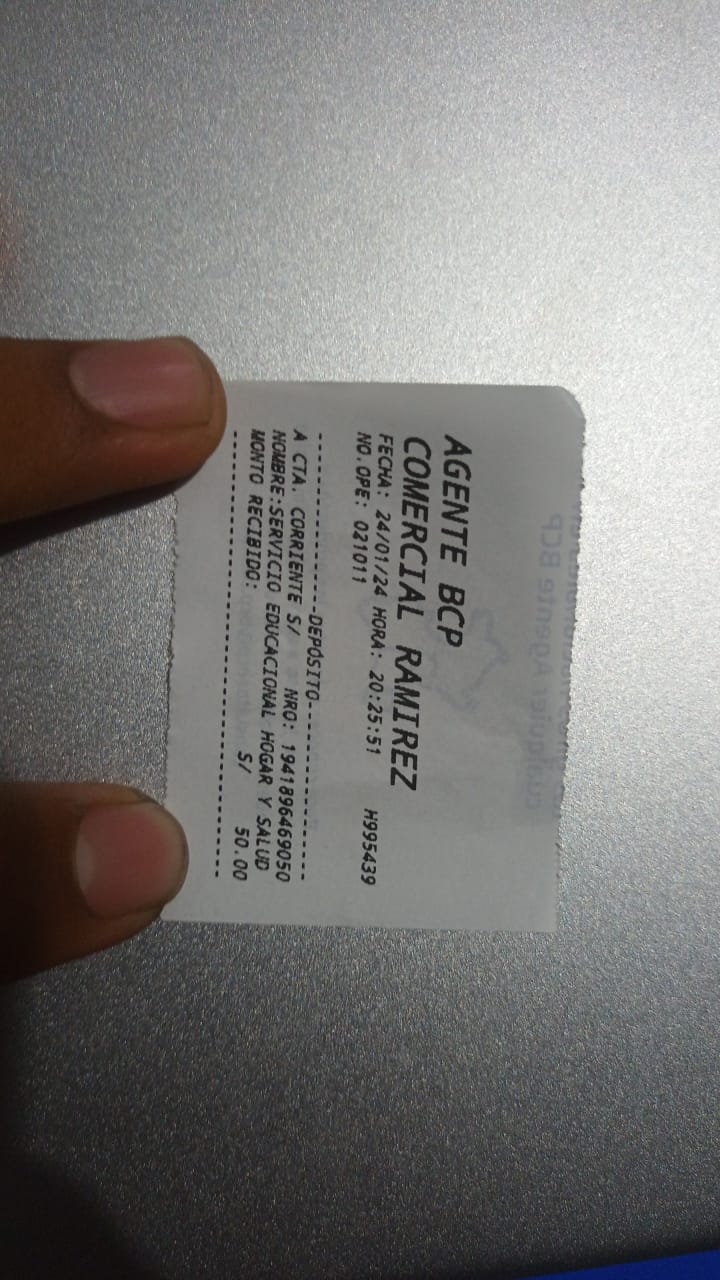 AGENTE BCP
COMERCIAL RAMIREZ
FECHA: 24/01/24 HORA: 20:25:51
NO.OPE: 021011 H995439
------------DEPÓSITO------------
A CTA. CORRIENTE S/ NRO: 1941896469050
NOMBRE:SERVICIO EDUCACIONAL HOGAR Y SALUD
MONTO RECIBIDO: S/ 50.00